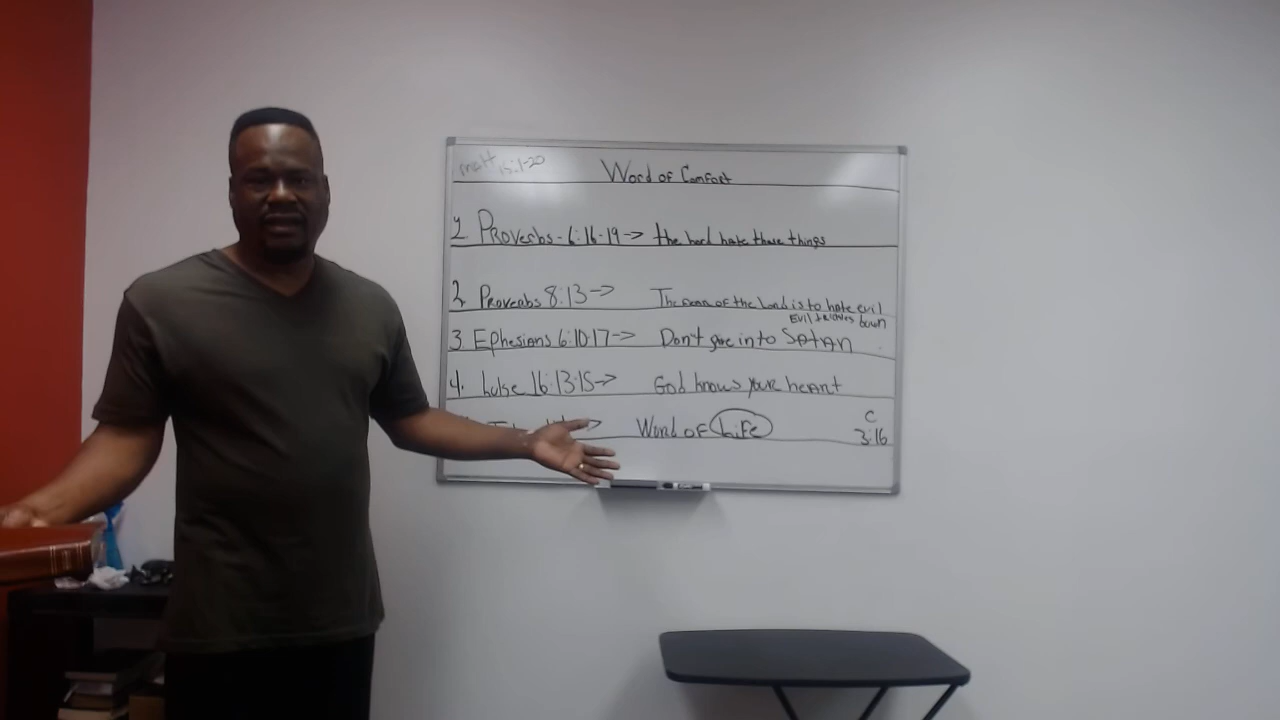 matt 15:1-20
Word of Comfort
1. Proverbs - 6:16-19 -> the lord hate these things
2. Proverbs 8:13 -> The fear of the Lord is to hate evil
Evil trickles down
3. Ephesians 6:10-17 -> Don't give in to SATAN
4. Luke 16:13-15 -> God knows your heart
Word of Life
C
3:16